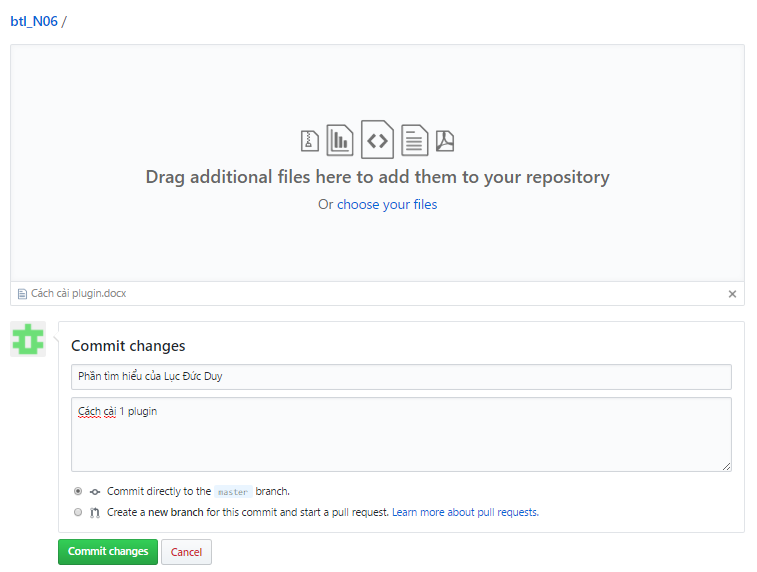 btl_N06 /
Drag additional files here to add them to your repository
Or choose your files
Cách cài plugin.docx
Commit changes
Phần tìm hiểu của Lục Đức Duy
Cách cài 1 plugin
Commit directly to the master branch.
Create a new branch for this commit and start a pull request. Learn more about pull requests.
Commit changes Cancel